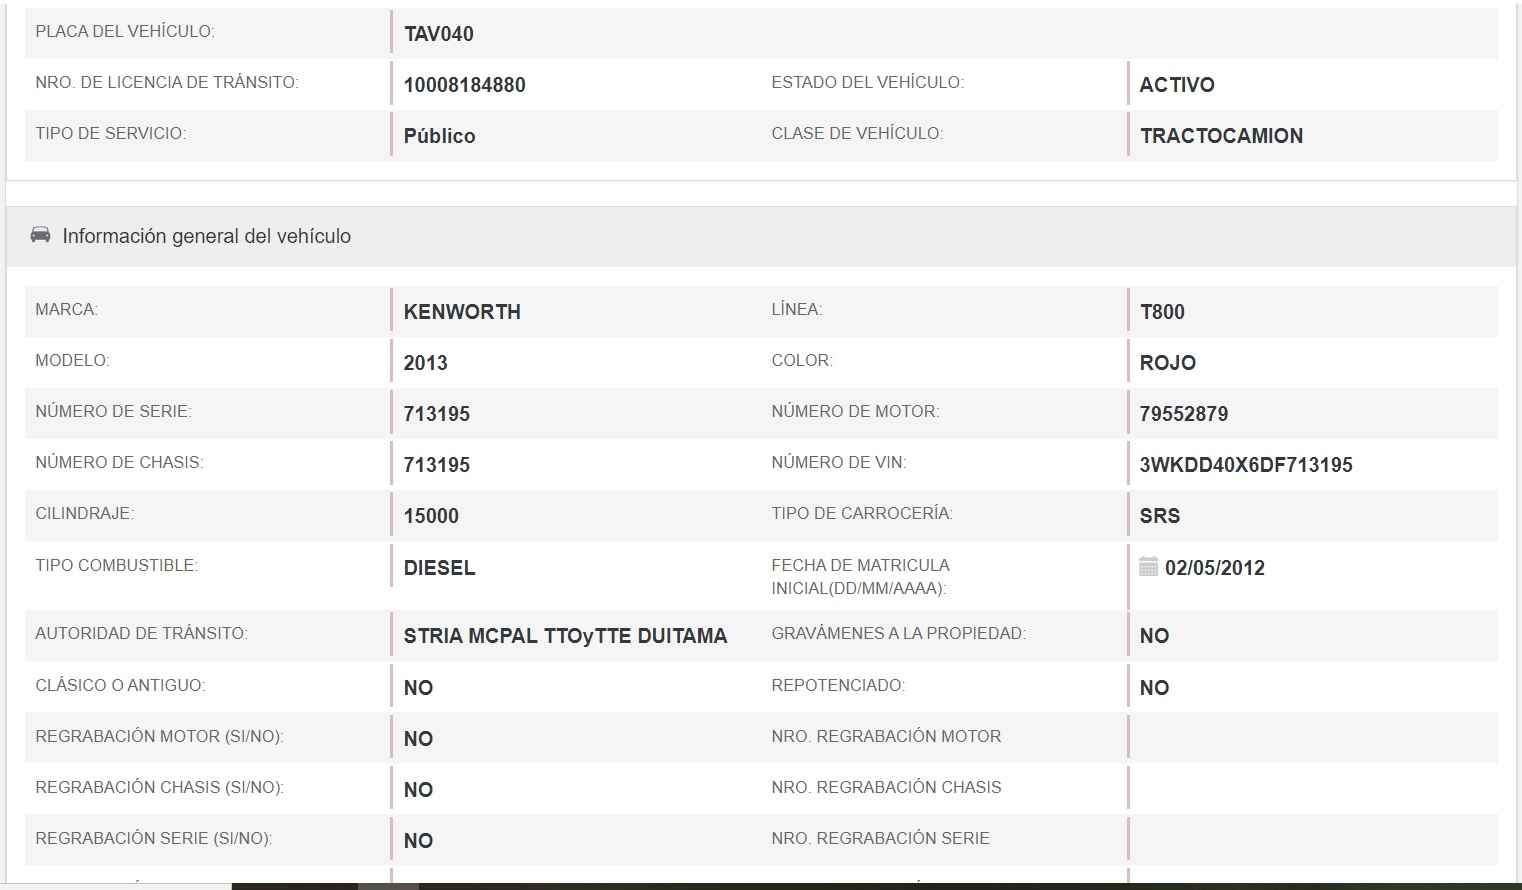 PLACA DEL VEHÍCULO: TAV040
NRO. DE LICENCIA DE TRÁNSITO: 10008184880 ESTADO DEL VEHÍCULO: ACTIVO
TIPO DE SERVICIO: Público CLASE DE VEHÍCULO: TRACTOCAMION
Información general del vehículo
MARCA: KENWORTH LÍNEA: T800
MODELO: 2013 COLOR: ROJO
NÚMERO DE SERIE: 713195 NÚMERO DE MOTOR: 79552879
NÚMERO DE CHASIS: 713195 NÚMERO DE VIN: 3WKDD40X6DF713195
CILINDRAJE: 15000 TIPO DE CARROCERÍA: SRS
TIPO COMBUSTIBLE: DIESEL FECHA DE MATRICULA 02/05/2012
INICIAL(DD/MM/AAAA):
AUTORIDAD DE TRÁNSITO: STRIA MCPAL TTOyTTE DUITAMA GRAVÁMENES A LA PROPIEDAD: NO
CLÁSICO O ANTIGUO: NO REPOTENCIADO: NO
REGRABACIÓN MOTOR (SI/NO): NO NRO. REGRABACIÓN MOTOR
REGRABACIÓN CHASIS (SI/NO): NO NRO. REGRABACIÓN CHASIS
REGRABACIÓN SERIE (SI/NO): NO NRO. REGRABACIÓN SERIE